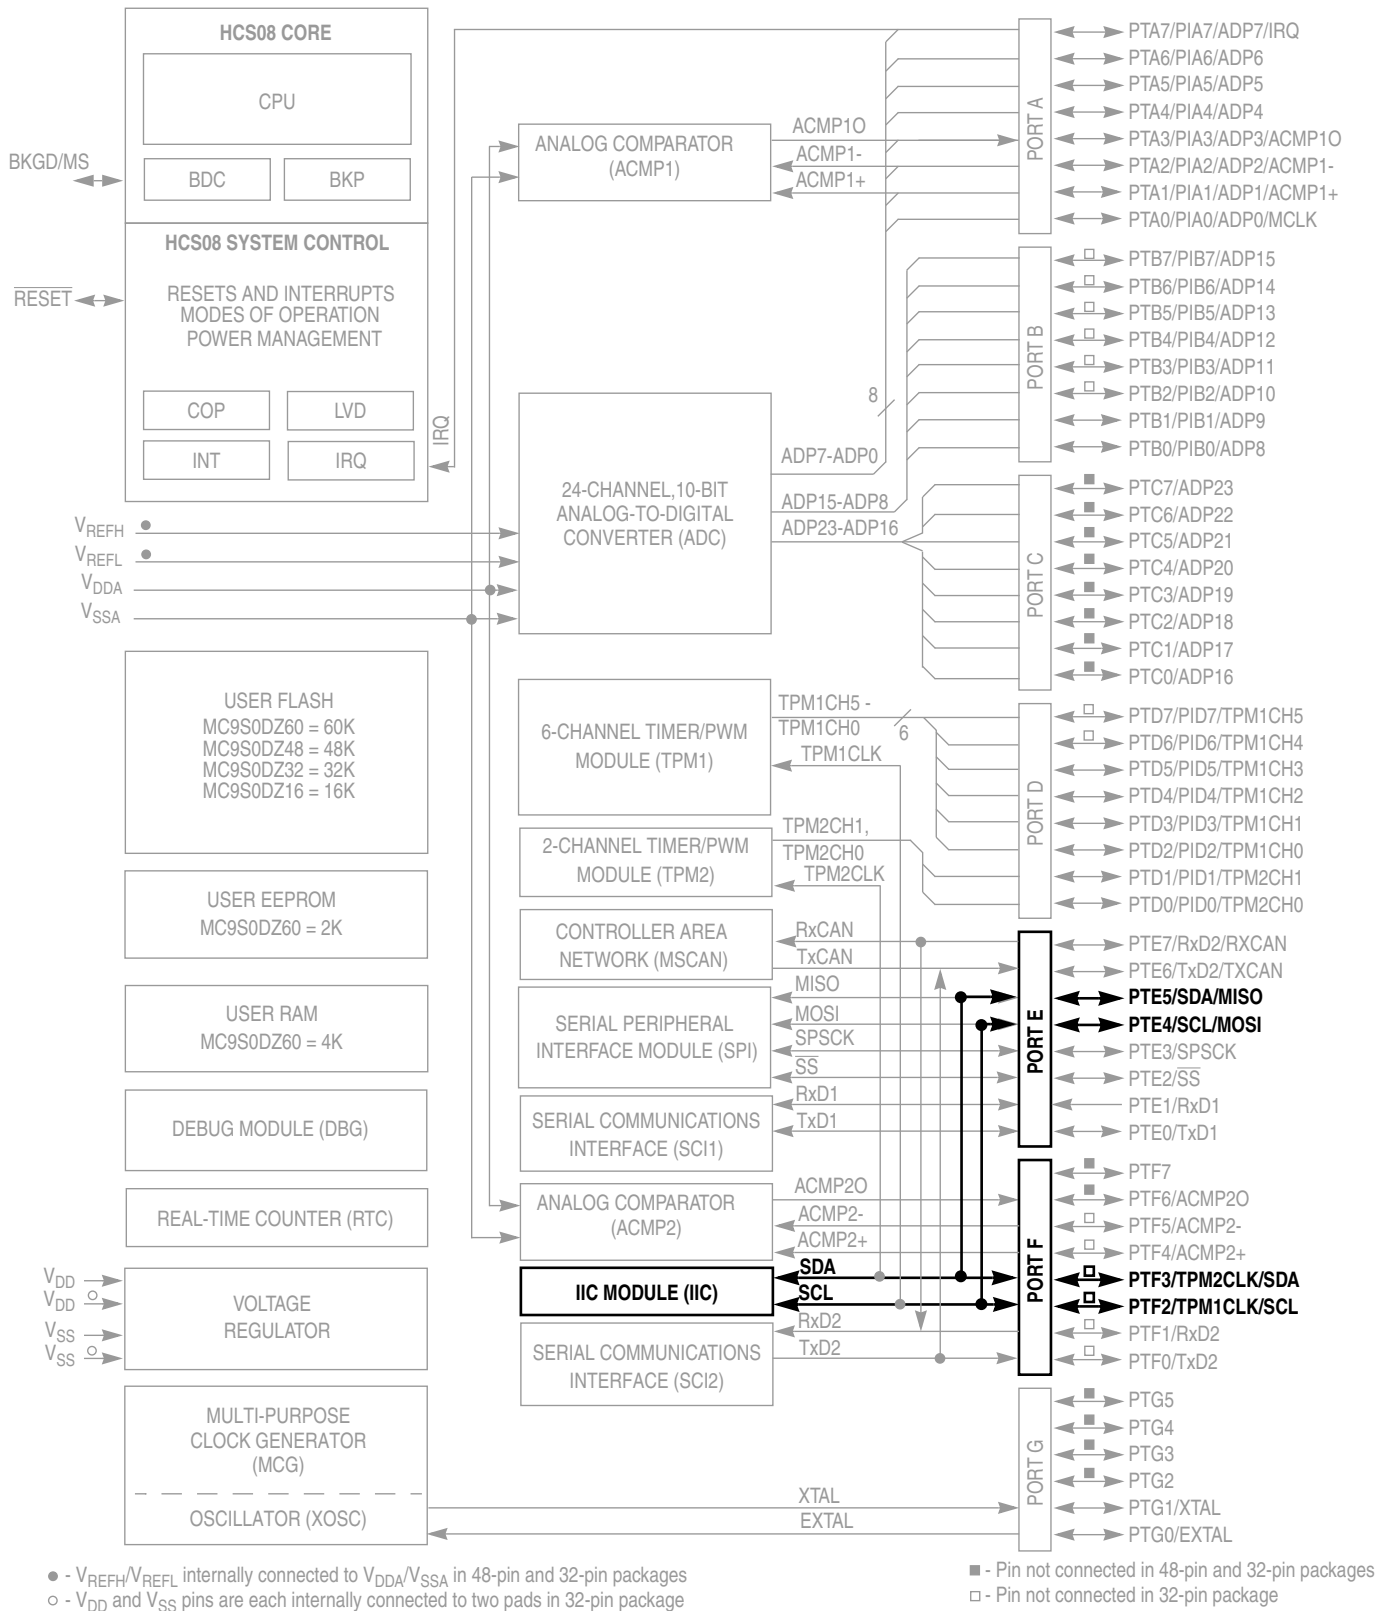 HCS08 CORE
CPU
BDC
BKP
BKGD/MS
HCS08 SYSTEM CONTROL
RESETS AND INTERRUPTS
MODES OF OPERATION
POWER MANAGEMENT
RESET
COP
LVD
INT
IRQ
IRQ
VREFH
VREFL
VDDA
VSSA
USER FLASH
MC9S0DZ60 = 60K
MC9S0DZ48 = 48K
MC9S0DZ32 = 32K
MC9S0DZ16 = 16K
USER EEPROM
MC9S0DZ60 = 2K
USER RAM
MC9S0DZ60 = 4K
DEBUG MODULE (DBG)
REAL-TIME COUNTER (RTC)
VDD
VDD
VSS
VSS
VOLTAGE
REGULATOR
MULTI-PURPOSE
CLOCK GENERATOR
(MCG)
OSCILLATOR (XOSC)
ANALOG COMPARATOR
(ACMP1)
ACMP1O
ACMP1-
ACMP1+
24-CHANNEL,10-BIT
ANALOG-TO-DIGITAL
CONVERTER (ADC)
8
ADP7-ADP0
ADP15-ADP8
ADP23-ADP16
6-CHANNEL TIMER/PWM
MODULE (TPM1)
TPM1CH5 -
TPM1CH0
6
TPM1CLK
2-CHANNEL TIMER/PWM
MODULE (TPM2)
TPM2CH1,
TPM2CH0
TPM2CLK
CONTROLLER AREA
NETWORK (MSCAN)
RxCAN
TxCAN
SERIAL PERIPHERAL
INTERFACE MODULE (SPI)
MISO
MOSI
SPSCK
SS
SERIAL COMMUNICATIONS
INTERFACE (SCI1)
RxD1
TxD1
ANALOG COMPARATOR
(ACMP2)
ACMP2O
ACMP2-
ACMP2+
IIC MODULE (IIC)
SDA
SCL
SERIAL COMMUNICATIONS
INTERFACE (SCI2)
RxD2
TxD2
XTAL
EXTAL
PORT A
PTA7/PIA7/ADP7/IRQ
PTA6/PIA6/ADP6
PTA5/PIA5/ADP5
PTA4/PIA4/ADP4
PTA3/PIA3/ADP3/ACMP1O
PTA2/PIA2/ADP2/ACMP1-
PTA1/PIA1/ADP1/ACMP1+
PTA0/PIA0/ADP0/MCLK
PORT B
PTB7/PIB7/ADP15
PTB6/PIB6/ADP14
PTB5/PIB5/ADP13
PTB4/PIB4/ADP12
PTB3/PIB3/ADP11
PTB2/PIB2/ADP10
PTB1/PIB1/ADP9
PTB0/PIB0/ADP8
PORT C
PTC7/ADP23
PTC6/ADP22
PTC5/ADP21
PTC4/ADP20
PTC3/ADP19
PTC2/ADP18
PTC1/ADP17
PTC0/ADP16
PORT D
PTD7/PID7/TPM1CH5
PTD6/PID6/TPM1CH4
PTD5/PID5/TPM1CH3
PTD4/PID4/TPM1CH2
PTD3/PID3/TPM1CH1
PTD2/PID2/TPM1CH0
PTD1/PID1/TPM2CH1
PTD0/PID0/TPM2CH0
PORT E
PTE7/RxD2/RXCAN
PTE6/TxD2/TXCAN
PTE5/SDA/MISO
PTE4/SCL/MOSI
PTE3/SPSCK
PTE2/SS
PTE1/RxD1
PTE0/TxD1
PORT F
PTF7
PTF6/ACMP2O
PTF5/ACMP2-
PTF4/ACMP2+
PTF3/TPM2CLK/SDA
PTF2/TPM1CLK/SCL
PTF1/RxD2
PTF0/TxD2
PORT G
PTG5
PTG4
PTG3
PTG2
PTG1/XTAL
PTG0/EXTAL
● - VREFH/VREFL internally connected to VDDA/VSSA in 48-pin and 32-pin packages
○ - VDD and VSS pins are each internally connected to two pads in 32-pin package
■ - Pin not connected in 48-pin and 32-pin packages
□ - Pin not connected in 32-pin package